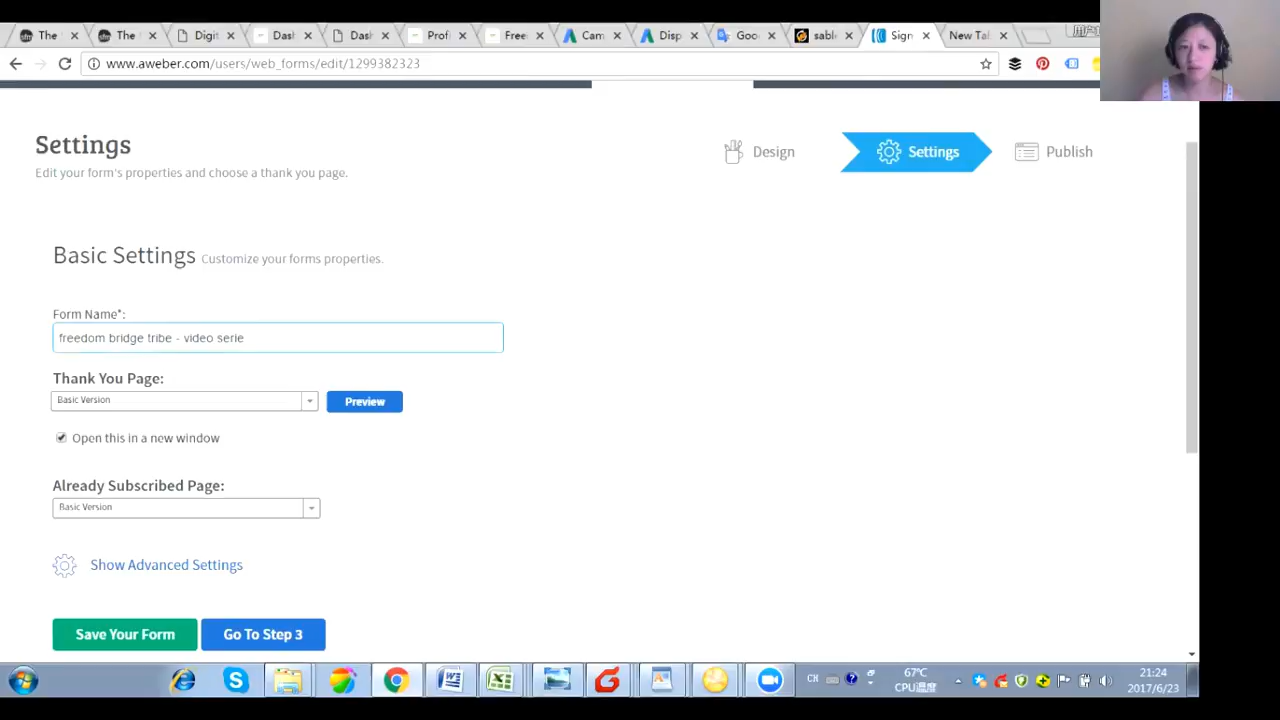 The
The
Digit
Dash
Dash
Profi
Free
Cam
Disp
Goo
sable
Sign
New Tab
www.aweber.com/users/web_forms/edit/1299382323
Settings
Edit your form's properties and choose a thank you page.
Design
Settings
Publish
Basic Settings Customize your forms properties.
Form Name*:
freedom bridge tribe - video serie
Thank You Page:
Basic Version
Preview
Open this in a new window
Already Subscribed Page:
Basic Version
Show Advanced Settings
Save Your Form
Go To Step 3
CH
67℃
CPU温度
21:24
2017/6/23